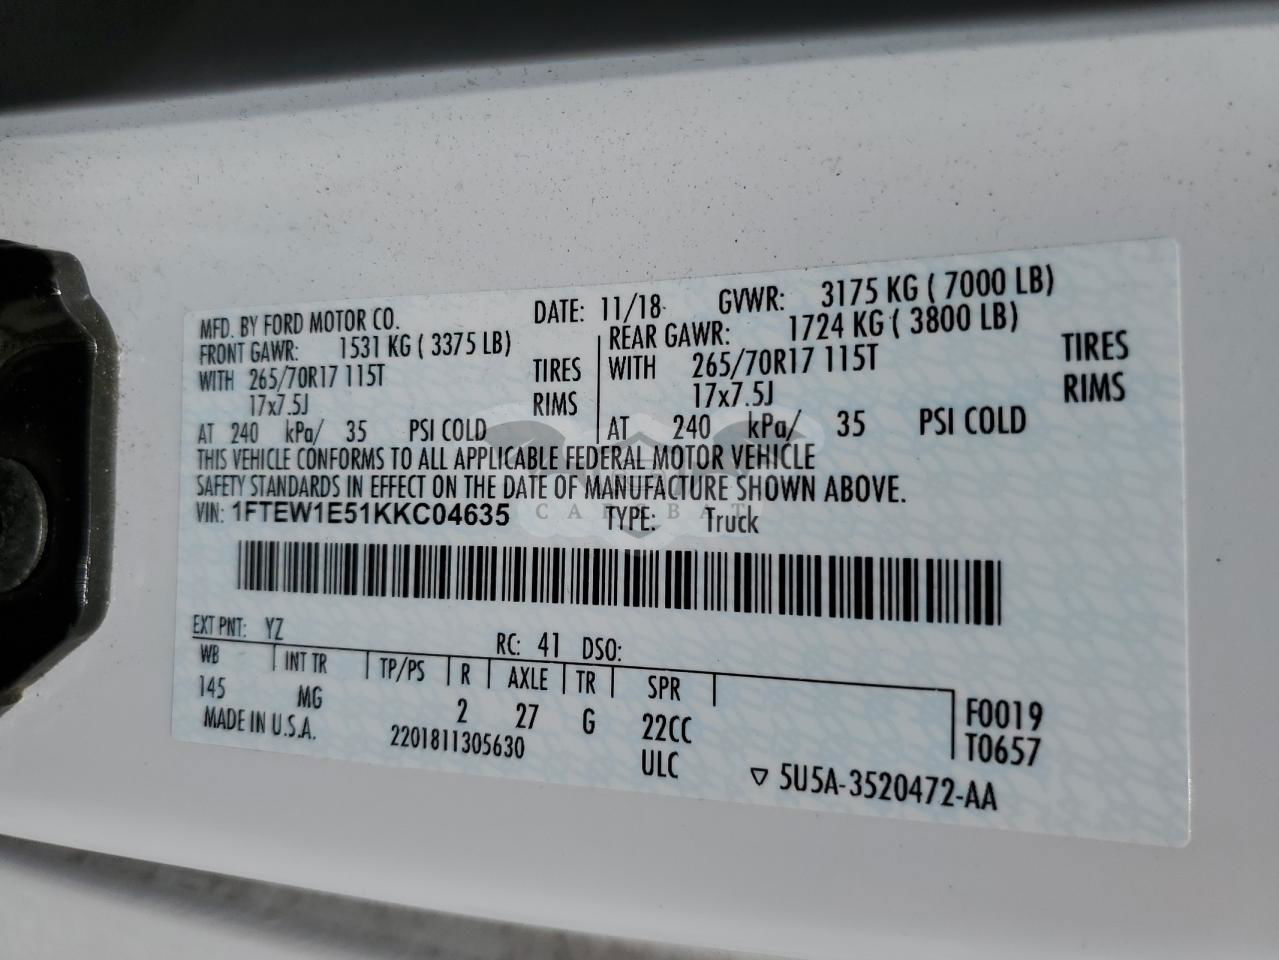 MFD. BY FORD MOTOR CO. DATE: 11/18 GVWR: 3175 KG ( 7000 LB)
FRONT GAWR: 1531 KG ( 3375 LB) REAR GAWR: 1724 KG ( 3800 LB)
WITH 265/70R17 115T TIRES WITH 265/70R17 115T TIRES
17x7.5J RIMS 17x7.5J RIMS
AT 240 kPa/ 35 PSI COLD AT 240 kPa/ 35 PSI COLD
THIS VEHICLE CONFORMS TO ALL APPLICABLE FEDERAL MOTOR VEHICLE
SAFETY STANDARDS IN EFFECT ON THE DATE OF MANUFACTURE SHOWN ABOVE.
VIN: 1FTEW1E51KKC04635 TYPE: Truck
EXT PNT: YZ RC: 41 DSO:
WB INT TR TP/PS R AXLE TR SPR
145 MG 2 27 G 22CC F0019
MADE IN U.S.A. 2201811305630 ULC T0657
▽ 5U5A-3520472-AA